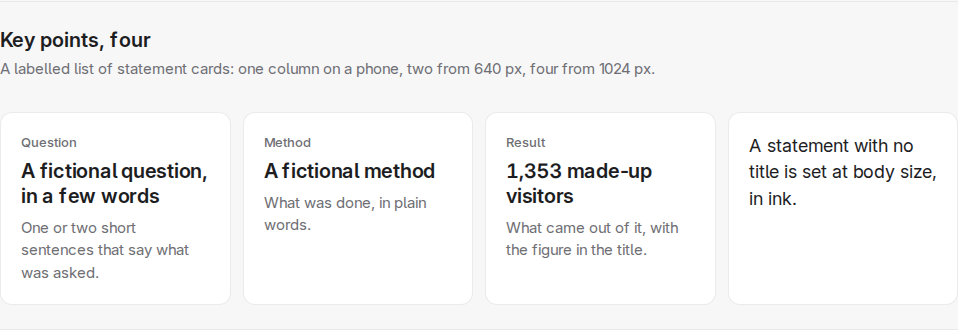 Key points, four
A labelled list of statement cards: one column on a phone, two from 640 px, four from 1024 px.
Question
A fictional question,
in a few words
One or two short
sentences that say what
was asked.
Method
A fictional method
What was done, in plain
words.
Result
1,353 made-up
visitors
What came out of it, with
the figure in the title.
A statement with no
title is set at body size,
in ink.